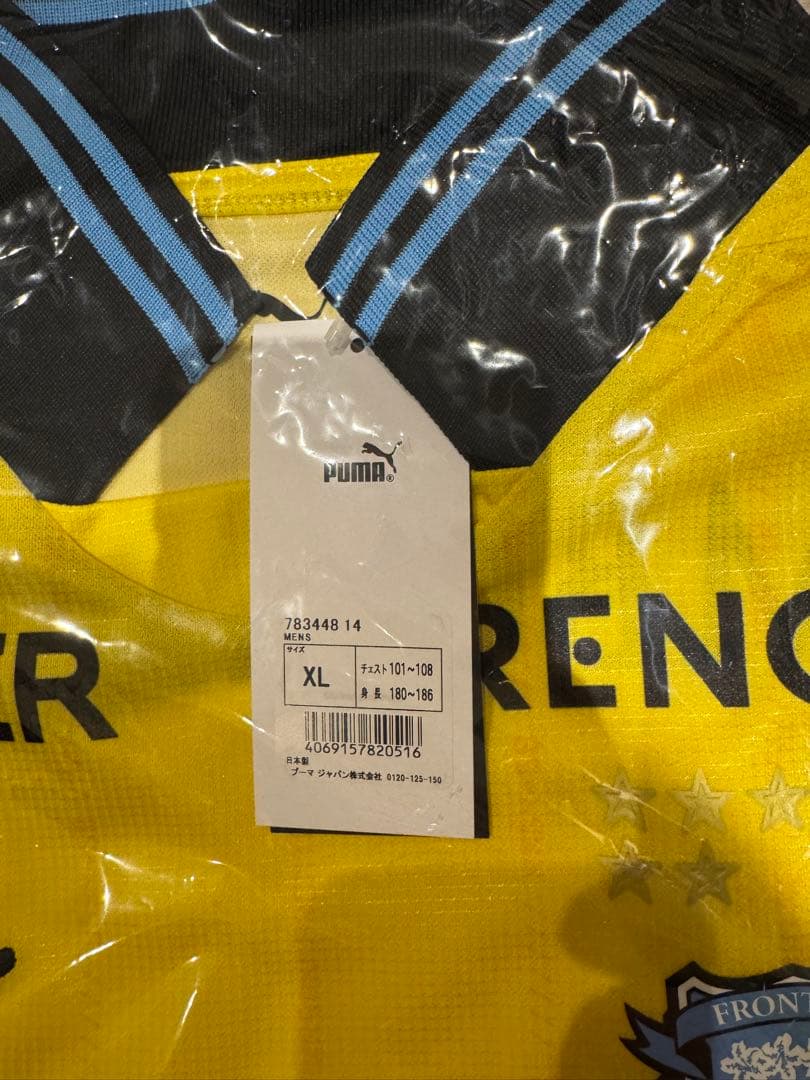 PUMA®
783448 14
MENS
サイズ
XL
チェスト 101~108
身長 180~186
4069157820516
日本製
プーマ ジャパン株式会社 0120-125-150
ER
RENC
FRONT